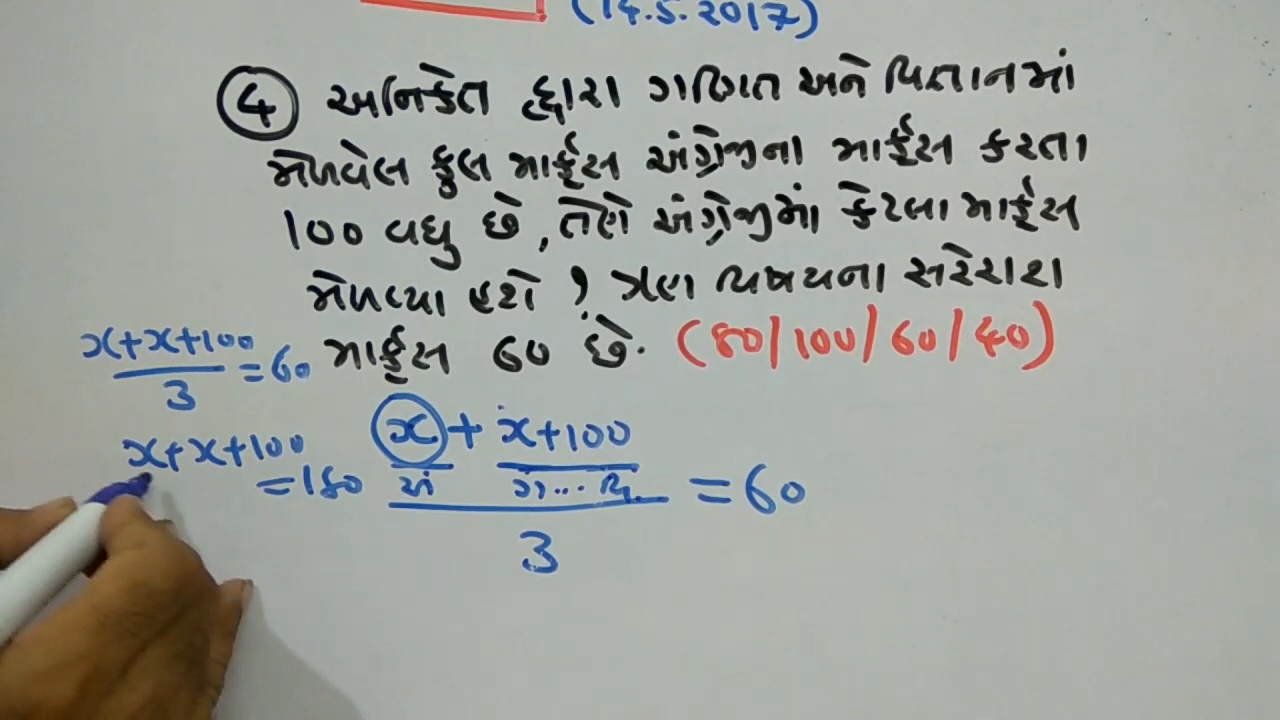 (14.5.2017)
④ અનિકેત દ્વારા ગણિત અને વિજ્ઞાનમાં
મેળવેલ કુલ માર્ક્સ અંગ્રેજીના માર્ક્સ કરતા
100 વધુ છે, તેણે અંગ્રેજીમાં કેટલા માર્ક્સ
મેળવ્યા હશે ? ત્રણ વિષયના સરેરાશ
માર્ક્સ 60 છે. (80/100/60/40)
x+x+100
3
=60
x+x+100
=180
x + x+100
અં ગ... વિ.
3
=60